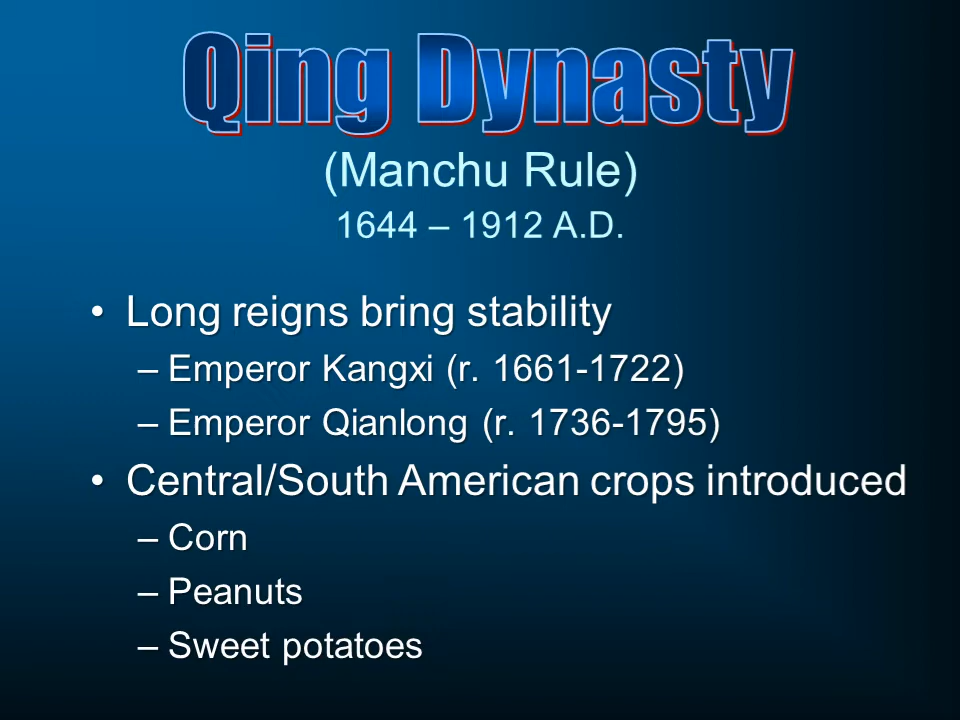 Qing Dynasty
(Manchu Rule)
1644 – 1912 A.D.
• Long reigns bring stability
– Emperor Kangxi (r. 1661-1722)
– Emperor Qianlong (r. 1736-1795)
• Central/South American crops introduced
– Corn
– Peanuts
– Sweet potatoes